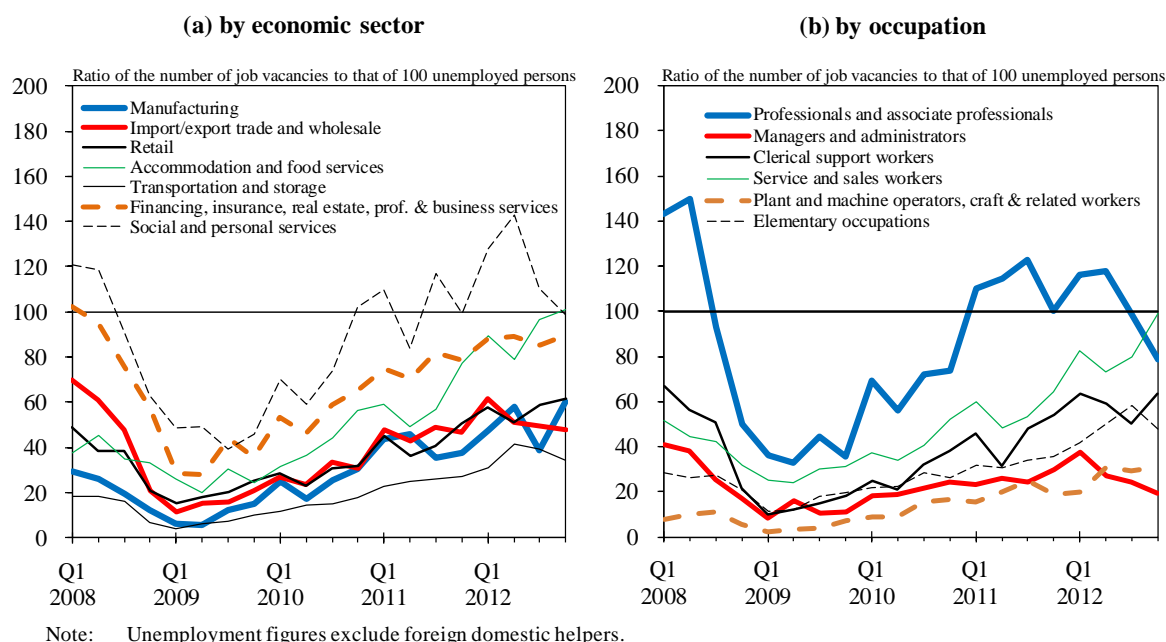 (a) by economic sector
Ratio of the number of job vacancies to that of 100 unemployed persons
200
180
160
140
120
100
80
60
40
20
0
Manufacturing
Import/export trade and wholesale
Retail
Accommodation and food services
Transportation and storage
Financing, insurance, real estate, prof. & business services
Social and personal services
Q1 Q1 Q1 Q1 Q1
2008 2009 2010 2011 2012
(b) by occupation
Ratio of the number of job vacancies to that of 100 unemployed persons
200
180
160
140
120
100
80
60
40
20
0
Professionals and associate professionals
Managers and administrators
Clerical support workers
Service and sales workers
Plant and machine operators, craft & related workers
Elementary occupations
Q1 Q1 Q1 Q1 Q1
2008 2009 2010 2011 2012
Note: Unemployment figures exclude foreign domestic helpers.